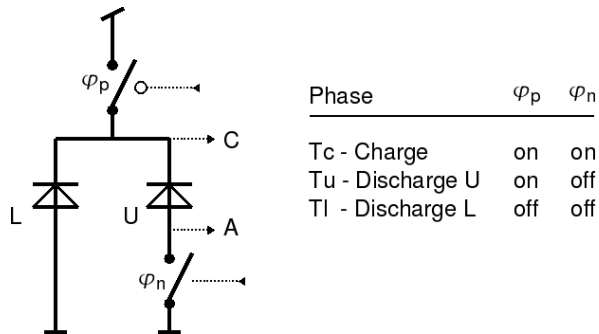 φp
C
L
U
A
φn
Phase φp φn
Tc - Charge on on
Tu - Discharge U on off
Tl - Discharge L off off